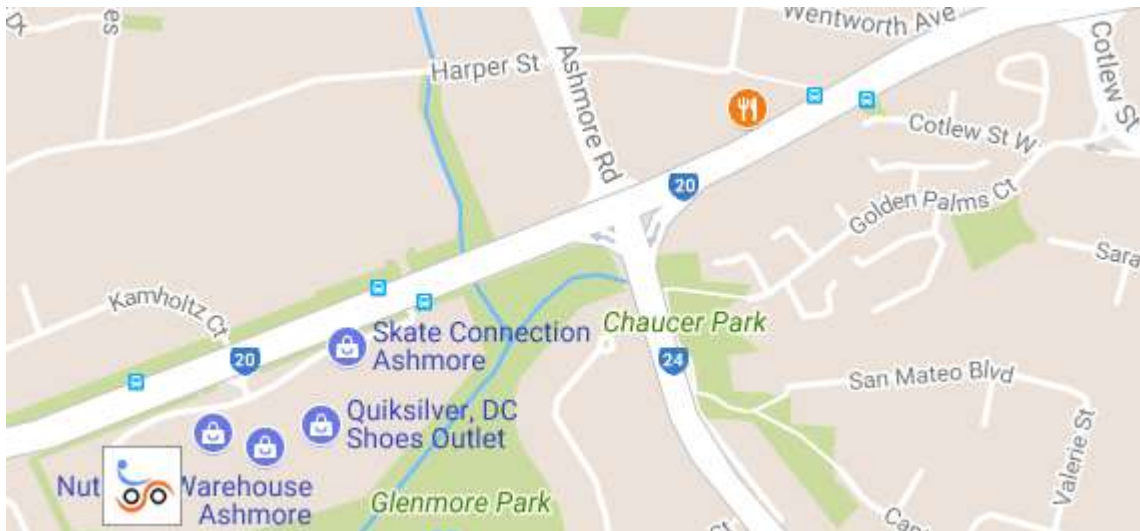 Wentworth Ave
Harper St
Ashmore Rd
Cotlew St
Cotlew St W
20
Golden Palms Ct
Sara
Kamholtz Ct
Chaucer Park
Skate Connection
Ashmore
20
24
San Mateo Blvd
Quiksilver, DC
Shoes Outlet
Valerie St
Nut Warehouse
Ashmore
Glenmore Park
Ct